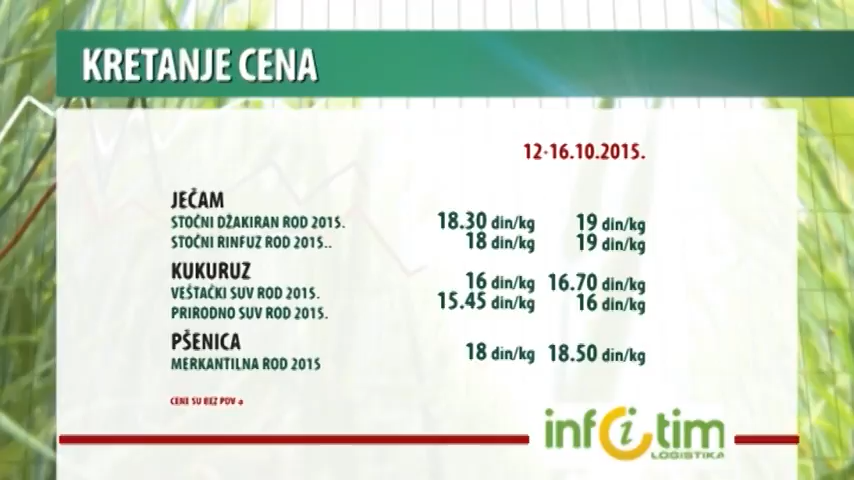 KRETANJE CENA
12-16.10.2015.
JEČAM
STOČNI DŽAKIRAN ROD 2015. 18.30 din/kg 19 din/kg
STOČNI RINFUZ ROD 2015.. 18 din/kg 19 din/kg
KUKURUZ
VEŠTAČKI SUV ROD 2015. 16 din/kg 16.70 din/kg
PRIRODNO SUV ROD 2015. 15.45 din/kg 16 din/kg
PŠENICA
MERKANTILNA ROD 2015 18 din/kg 18.50 din/kg
CENE SU BEZ PDV a
infitim
LOGISTIKA